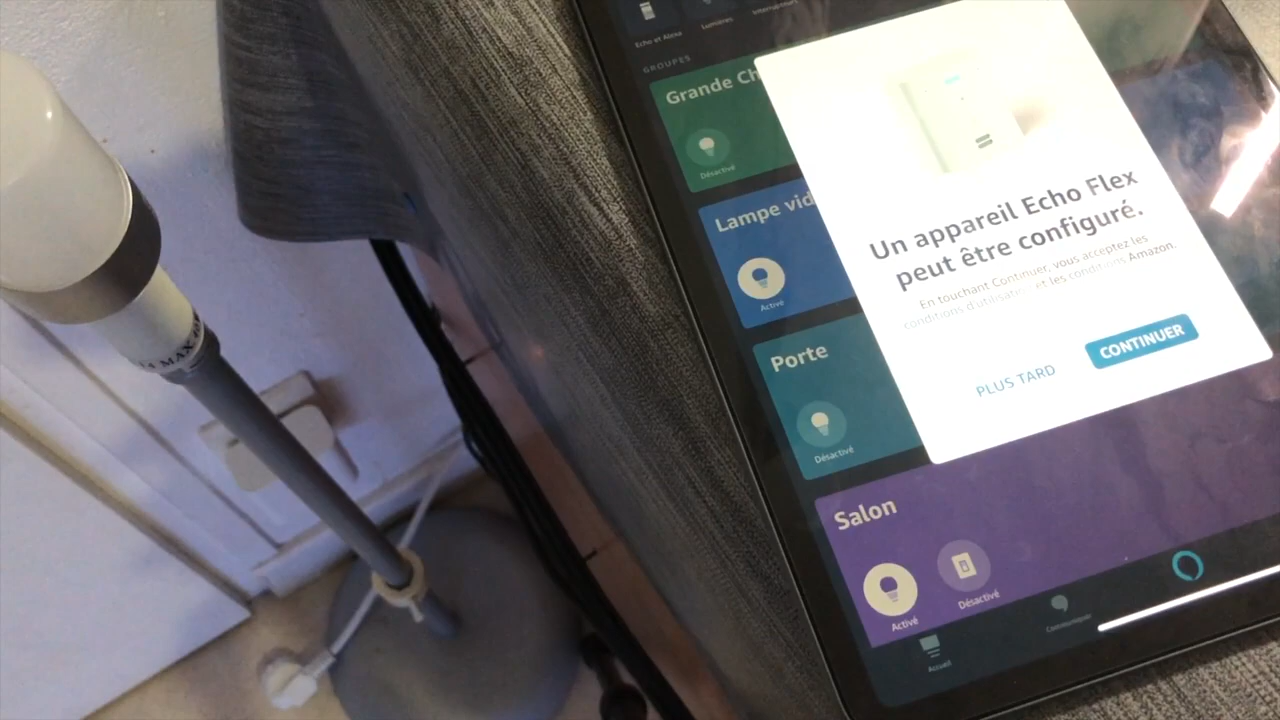 Echo et Alexa
Lumières
GROUPES
Grande Ch
Désactivé
Lampe vid
Activé
Porte
Désactivé
Salon
Activé
Désactivé
Accueil
Communiquer
Un appareil Echo Flex
peut être configuré.
En touchant Continuer, vous acceptez les
conditions d'utilisation et les conditions Amazon.
PLUS TARD
CONTINUER
MAX